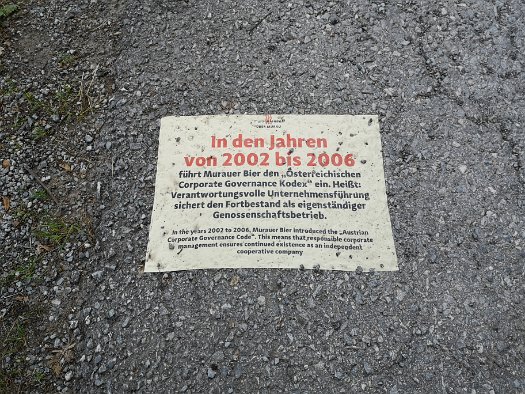 In den Jahren
von 2002 bis 2006
führt Murauer Bier den „Österreichischen
Corporate Governance Kodex“ ein. Heißt:
Verantwortungsvolle Unternehmensführung
sichert den Fortbestand als eigenständiger
Genossenschaftsbetrieb.
In the years 2002 to 2006, Murauer Bier introduced the „Austrian
Corporate Governance Code“. This means that responsible corporate
management ensures continued existence as an independent
cooperative company